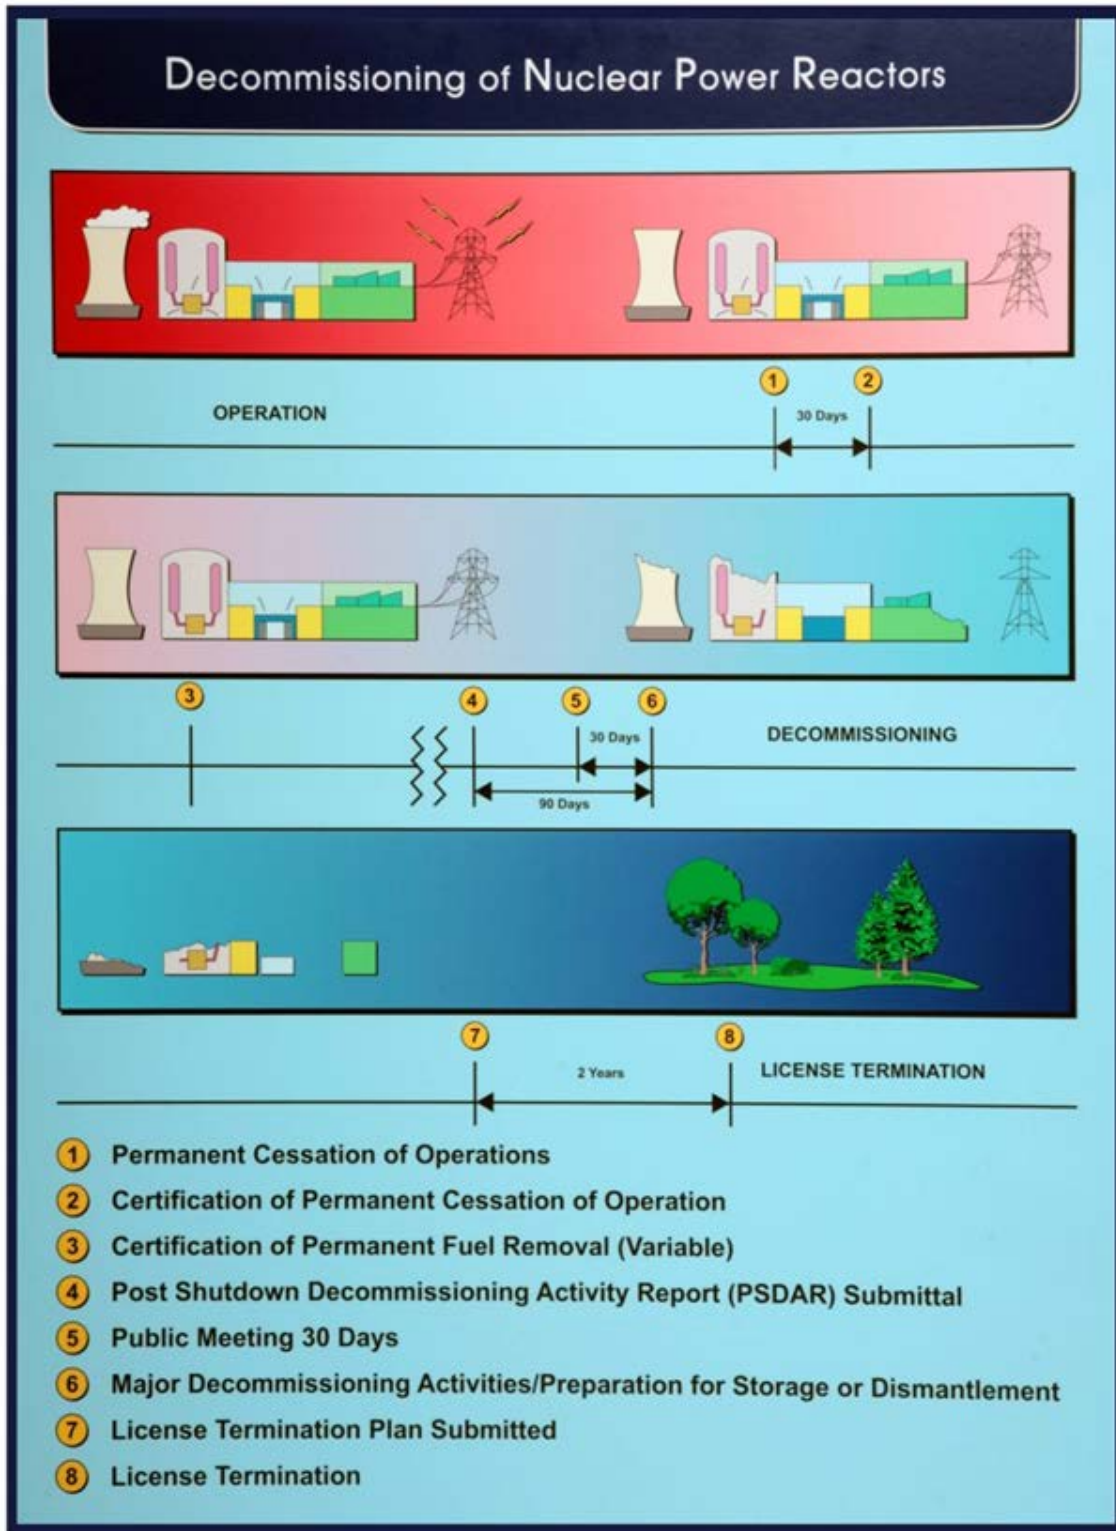 Decommissioning of Nuclear Power Reactors
1
2
OPERATION
30 Days
3
4
5
6
30 Days
DECOMMISSIONING
90 Days
7
8
2 Years
LICENSE TERMINATION
1 Permanent Cessation of Operations
2 Certification of Permanent Cessation of Operation
3 Certification of Permanent Fuel Removal (Variable)
4 Post Shutdown Decommissioning Activity Report (PSDAR) Submittal
5 Public Meeting 30 Days
6 Major Decommissioning Activities/Preparation for Storage or Dismantlement
7 License Termination Plan Submitted
8 License Termination